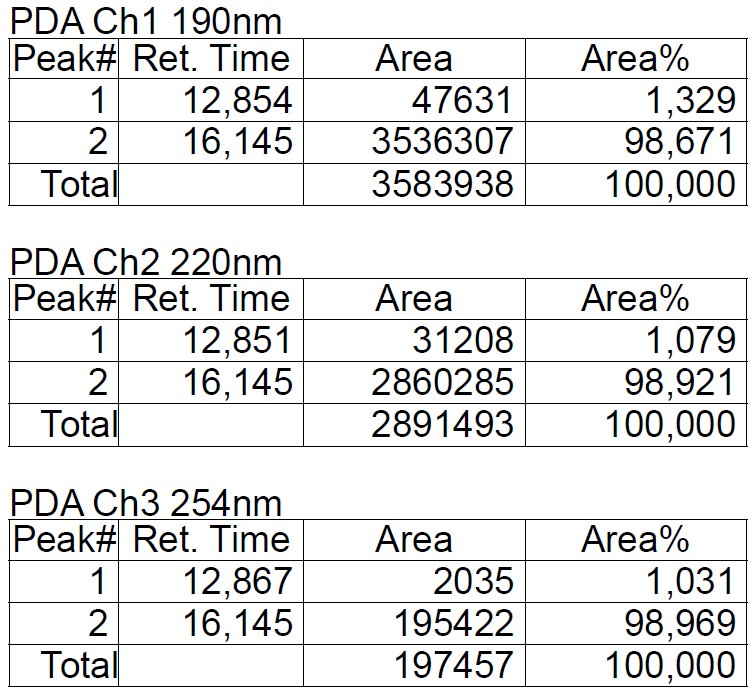 PDA Ch1 190nm
Peak# Ret. Time Area Area%
1 12,854 47631 1,329
2 16,145 3536307 98,671
Total 3583938 100,000
PDA Ch2 220nm
Peak# Ret. Time Area Area%
1 12,851 31208 1,079
2 16,145 2860285 98,921
Total 2891493 100,000
PDA Ch3 254nm
Peak# Ret. Time Area Area%
1 12,867 2035 1,031
2 16,145 195422 98,969
Total 197457 100,000